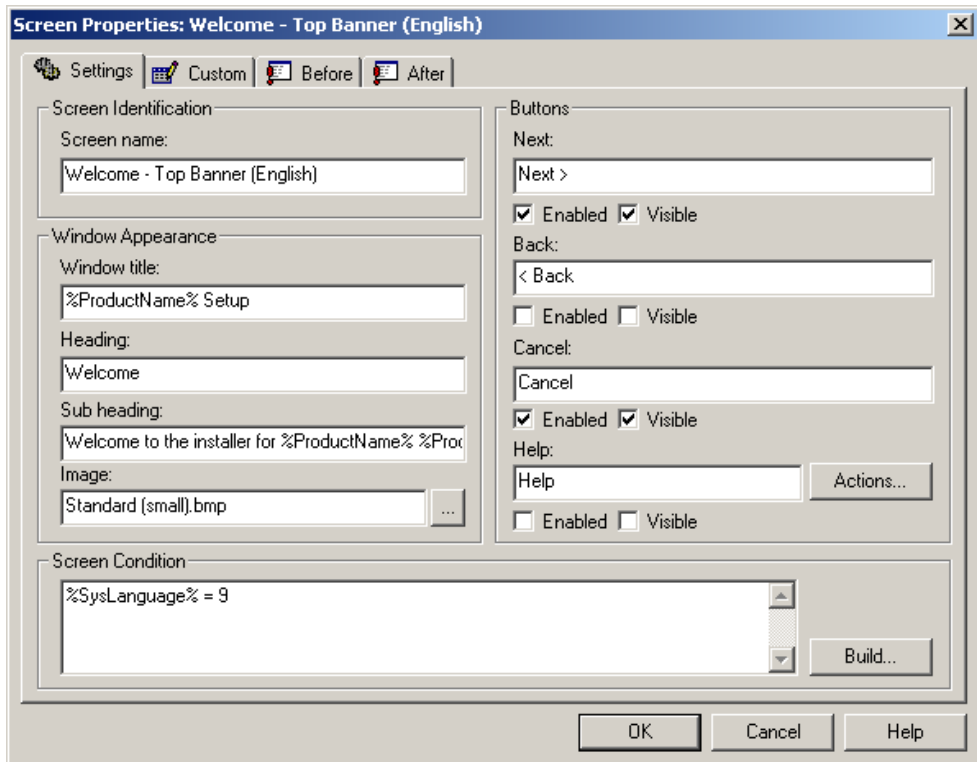 Screen Properties: Welcome - Top Banner (English)
Settings Custom Before After
Screen Identification
Screen name:
Welcome - Top Banner (English)
Window Appearance
Window title:
%ProductName% Setup
Heading:
Welcome
Sub heading:
Welcome to the installer for %ProductName% %Proc
Image:
Standard (small).bmp
...
Buttons
Next:
Next >
Enabled Visible
Back:
< Back
Enabled Visible
Cancel:
Cancel
Enabled Visible
Help:
Help
Actions...
Enabled Visible
Screen Condition
%SysLanguage% = 9
Build...
OK Cancel Help